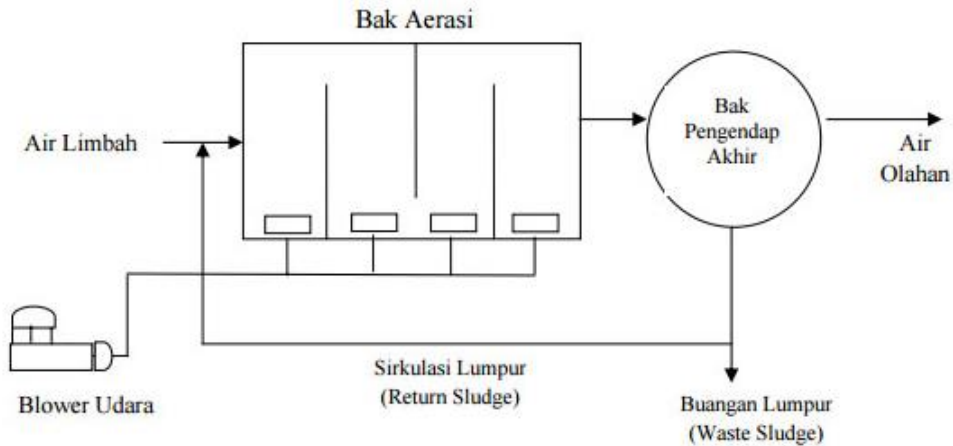 Bak Aerasi
Air Limbah
Bak
Pengendap
Akhir
Air
Olahan
Blower Udara
Sirkulasi Lumpur
(Return Sludge)
Buangan Lumpur
(Waste Sludge)